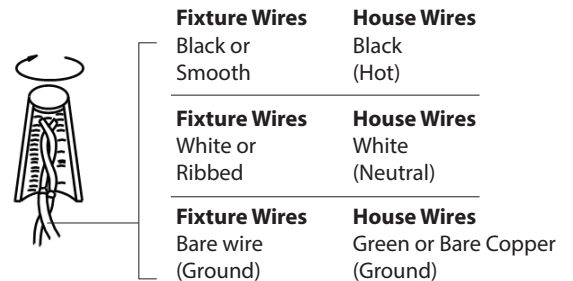 Fixture Wires House Wires
Black or Black
Smooth (Hot)
Fixture Wires House Wires
White or White
Ribbed (Neutral)
Fixture Wires House Wires
Bare wire Green or Bare Copper
(Ground) (Ground)